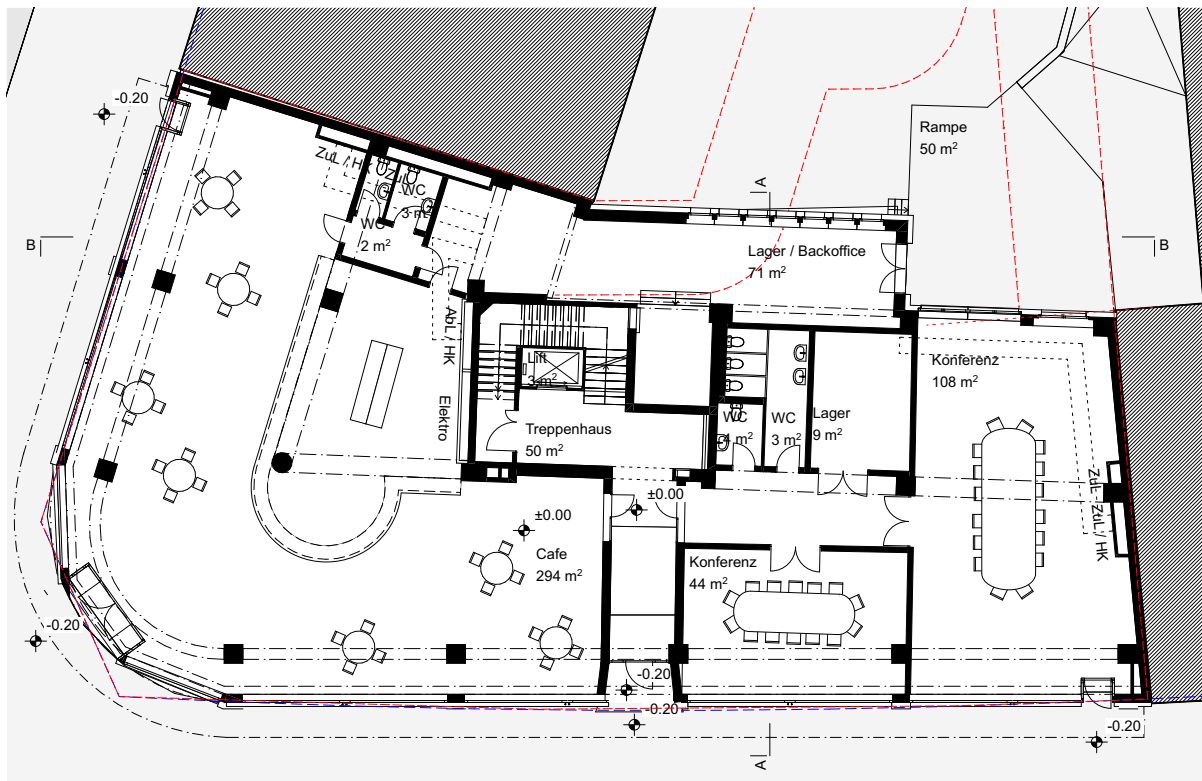 -0.20
Rampe
50 m²
ZuL / HK
ZuL
WC
3 m²
A
WC
2 m²
B
Lager / Backoffice
71 m²
B
AbL / HK
Lift
3 m²
Konferenz
108 m²
Elektro
Treppenhaus
50 m²
WC
4 m²
WC
3 m²
Lager
9 m²
ZuL
ZuL / HK
±0.00
±0.00
Cafe
294 m²
Konferenz
44 m²
-0.20
-0.20
-0.20
-0.20
A